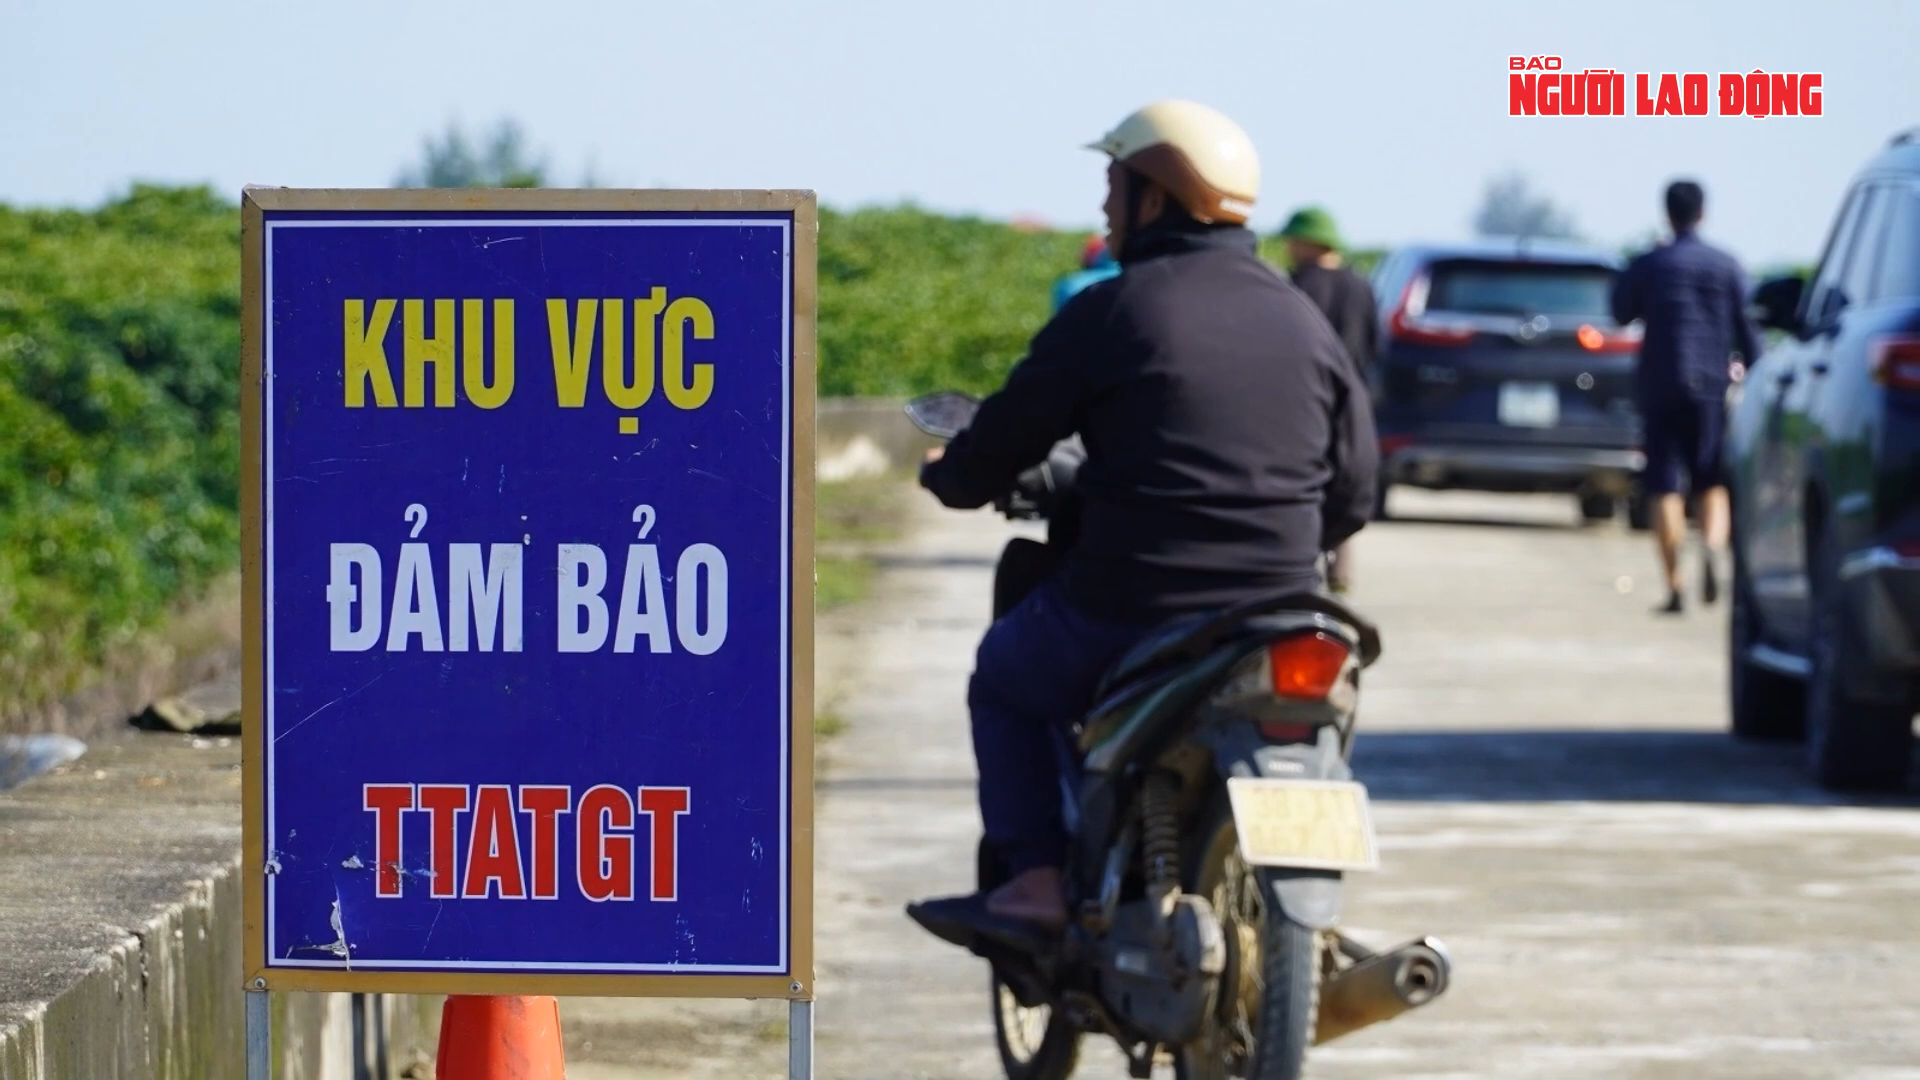 BÁO
NGƯỜI LAO ĐỘNG
KHU VỰC
ĐẢM BẢO
TTATGT